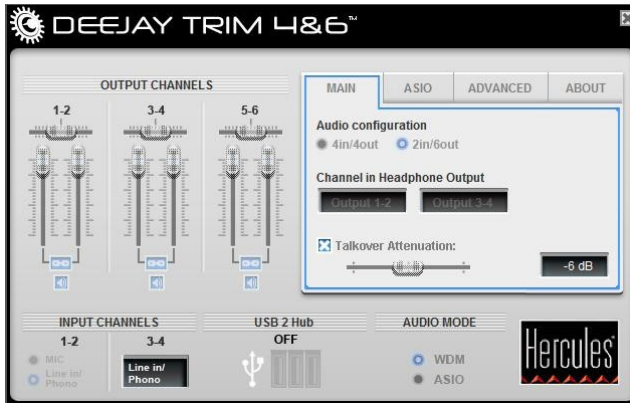 DEEJAY TRIM 4&6™
OUTPUT CHANNELS
1-2 3-4 5-6
MAIN ASIO ADVANCED ABOUT
Audio configuration
4in/4out 2in/6out
Channel in Headphone Output
Output 1-2 Output 3-4
Talkover Attenuation:
-6 dB
INPUT CHANNELS
1-2 3-4
MIC
Line in/
Phono
Line in/
Phono
USB 2 Hub
OFF
AUDIO MODE
WDM
ASIO
Hercules